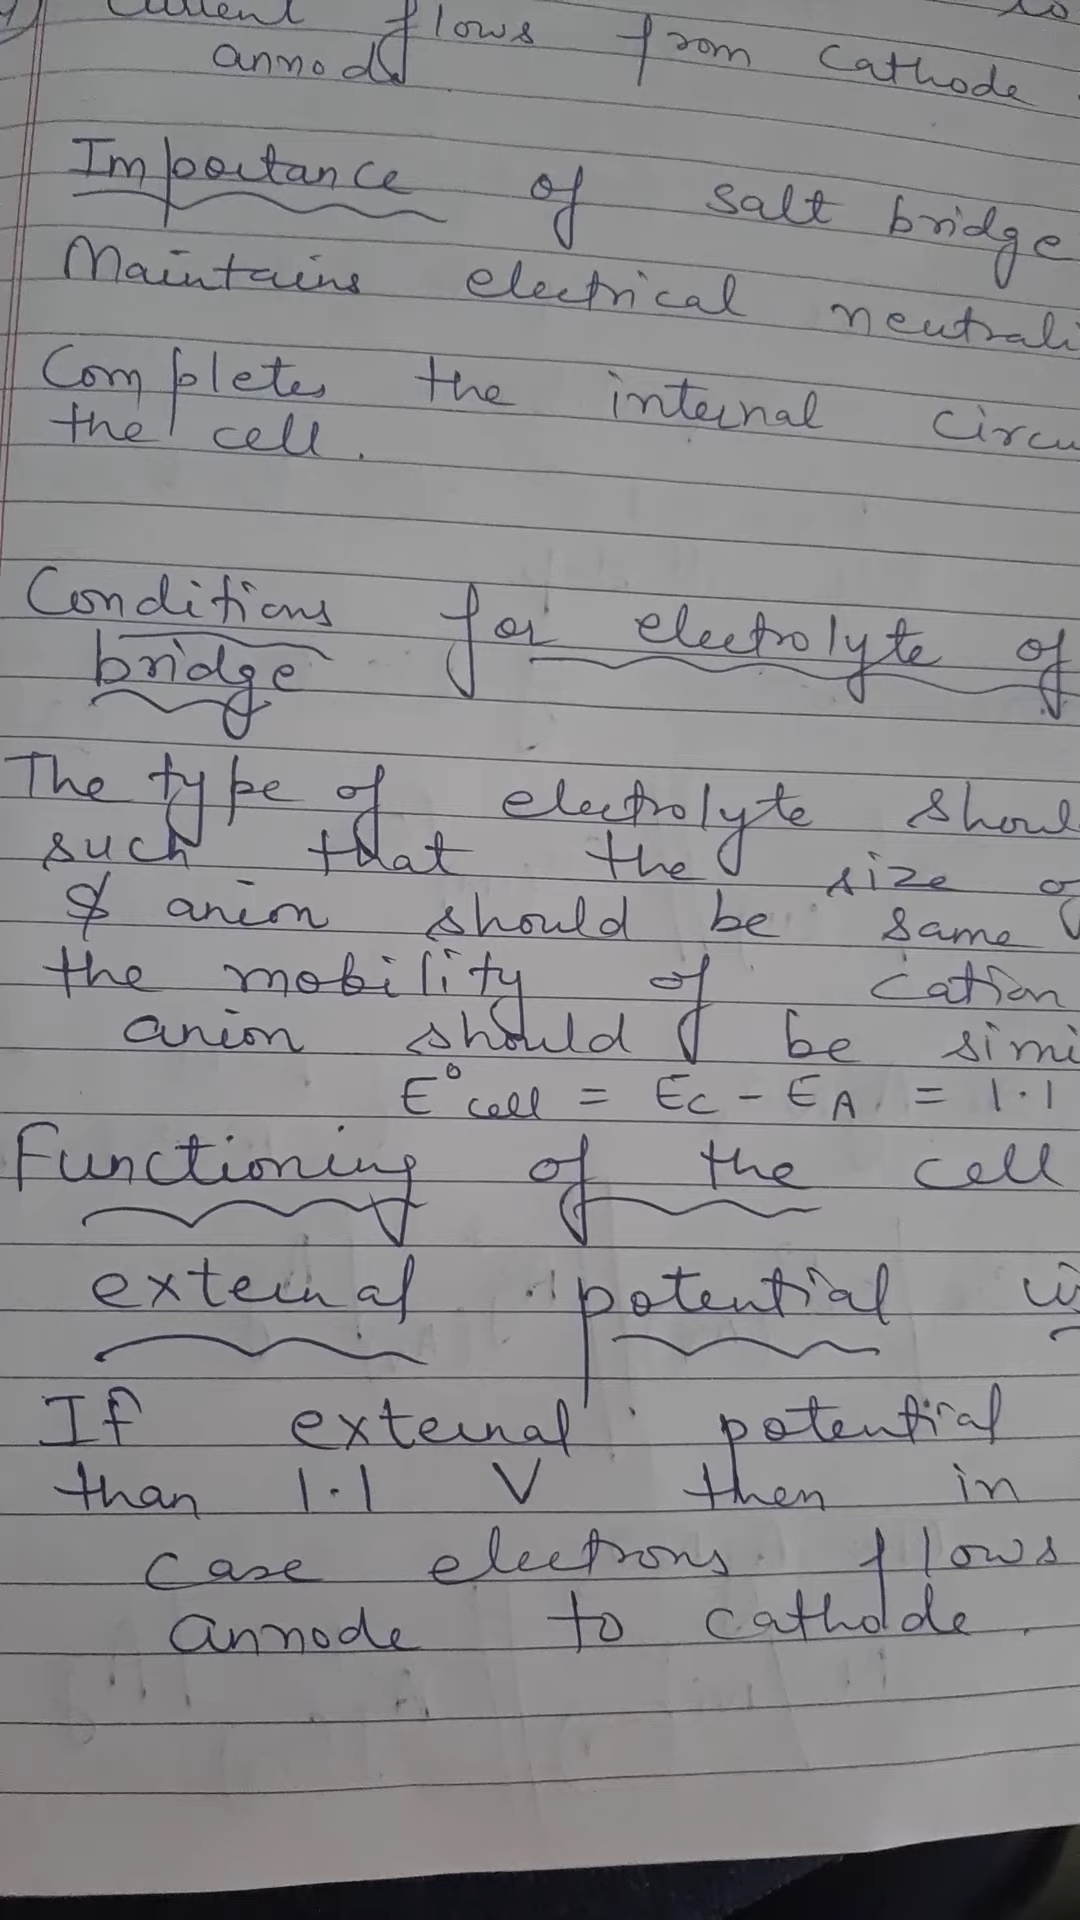 Current flows from Cathode to
annod
Importance of salt bridge
Maintains electrical neutrali
Completes the internal circu
the cell.
Conditions for electrolyte of
bridge
The type of electrolyte shoul
such that the size of
& anion should be same
the mobility of cation
anion should be simi
E°cell = Ec - EA = 1.1
Functioning of the cell
external potential is
If external potential
than 1.1 V then in
case electrons flows
annode to cathode.